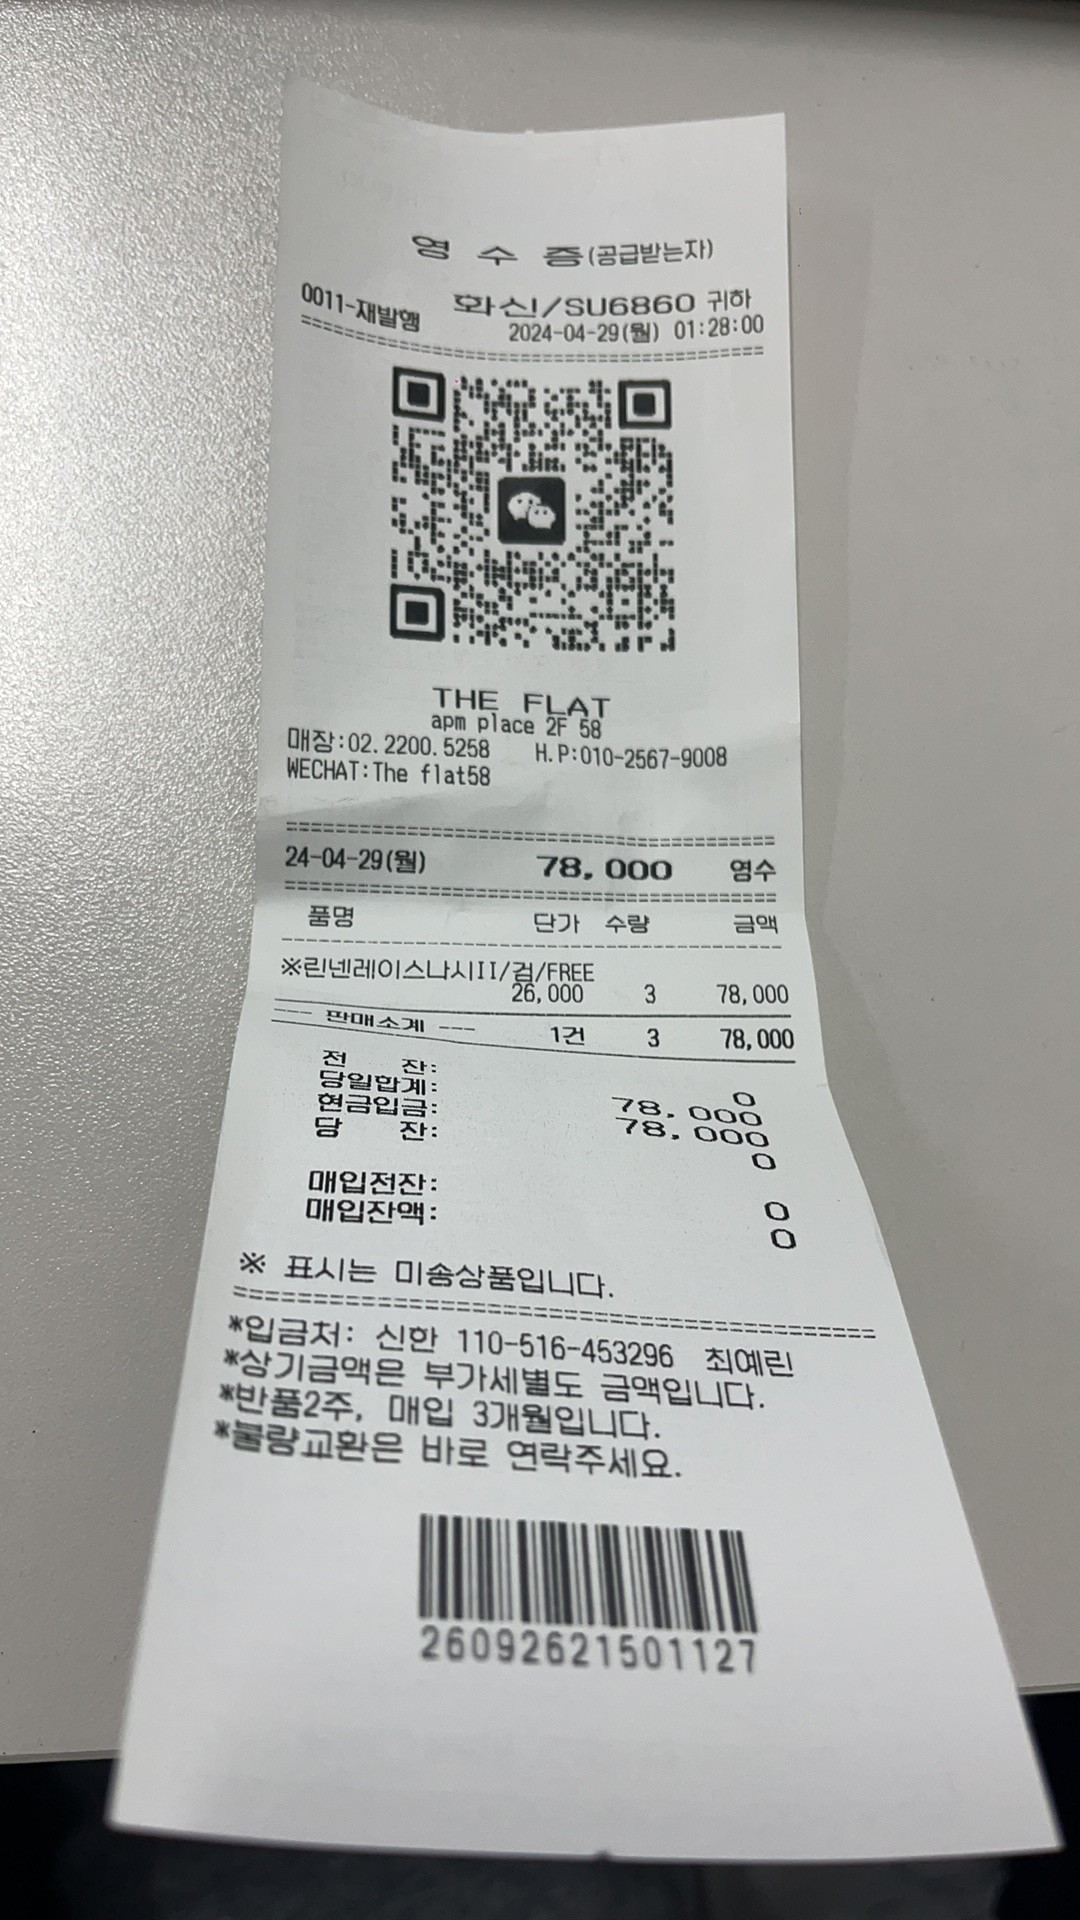 영 수 증(공급받는자)
0011-재발행 화신/SU6860 귀하
2024-04-29(월) 01:28:00
THE FLAT
apm place 2F 58
매장:02.2200.5258 H.P:010-2567-9008
WECHAT:The flat58
24-04-29(월) 78,000 영수
품명 단가 수량 금액
※린넨레이스나시II/검/FREE
26,000 3 78,000
--- 판매소계 --- 1건 3 78,000
전 잔: 0
당일합계: 78,000
현금입금: 78,000
당 잔: 0
매입전잔: 0
매입잔액: 0
※ 표시는 미송상품입니다.
*입금처: 신한 110-516-453296 최예린
*상기금액은 부가세별도 금액입니다.
*반품2주, 매입 3개월입니다.
*불량교환은 바로 연락주세요.
26092621501127